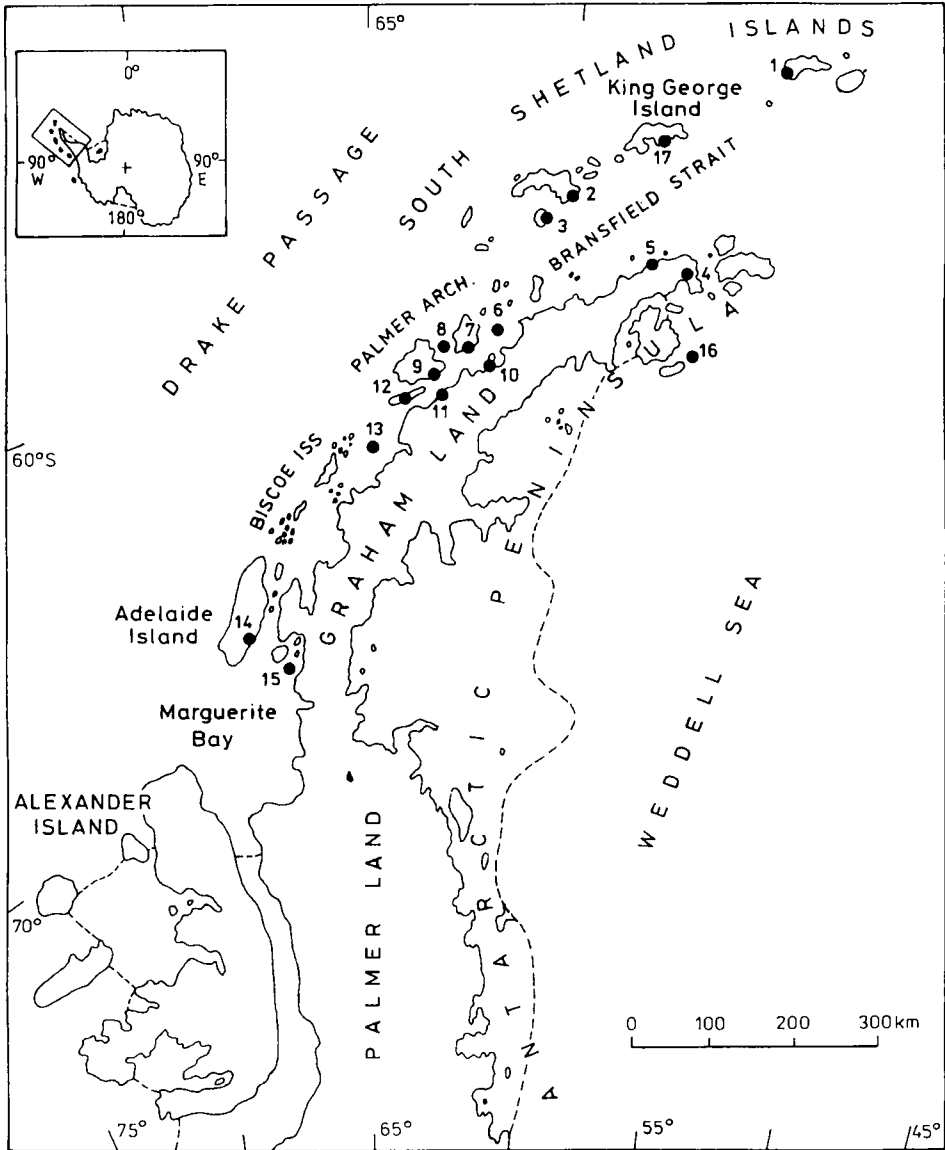 65°
0°
90°
W
90°
E
180°
SOUTH SHETLAND ISLANDS
1
King George
Island
17
DRAKE PASSAGE
2
3
BRANSFIELD STRAIT
5
4
PALMER ARCH.
6
8
7
16
9
10
12
11
13
60°S
BISCOE ISS
GRAHAM LAND
ANTARCTIC PENINSULA
Adelaide
Island
14
15
WEDDELL SEA
Marguerite
Bay
ALEXANDER
ISLAND
PALMER LAND
70°
0 100 200 300 km
75°
65°
55°
45°